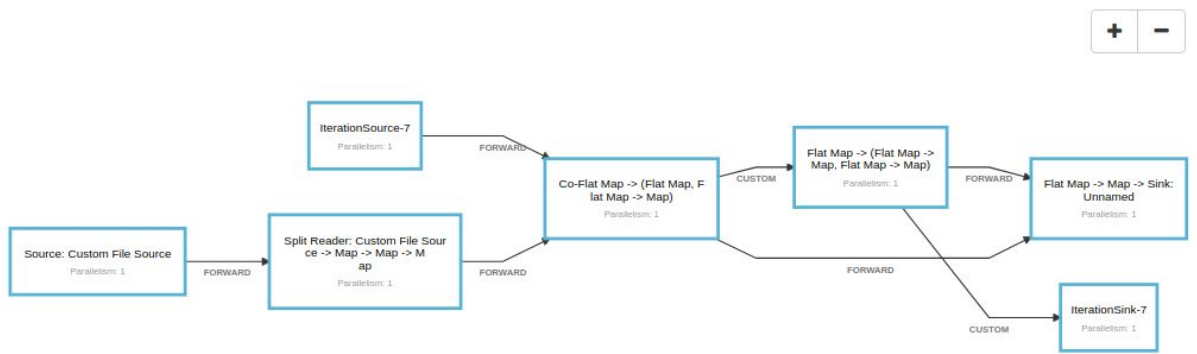 + −
IterationSource-7
Parallelism: 1
FORWARD
Source: Custom File Source
Parallelism: 1
FORWARD
Split Reader: Custom File Sour
ce -> Map -> Map -> M
ap
Parallelism: 1
FORWARD
Co-Flat Map -> (Flat Map, F
lat Map -> Map)
Parallelism: 1
CUSTOM
Flat Map -> (Flat Map ->
Map, Flat Map -> Map)
Parallelism: 1
FORWARD
Flat Map -> Map -> Sink:
Unnamed
Parallelism: 1
FORWARD
CUSTOM
IterationSink-7
Parallelism: 1